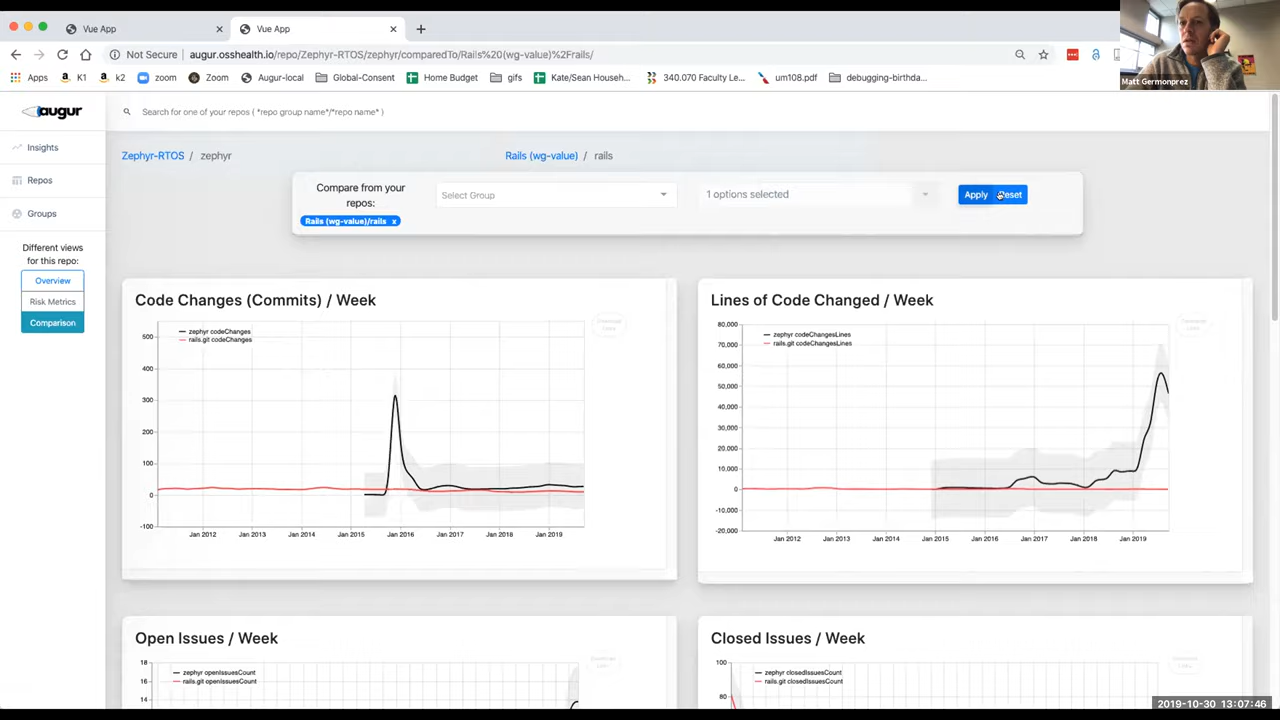 Vue App
Vue App
Not Secure
augur.osshealth.io/repo/Zephyr-RTOS/zephyr/comparedTo/Rails%20(wg-value)%2Frails/
Apps
K1
k2
zoom
Zoom
Augur-local
Global-Consent
Home Budget
gifs
Kate/Sean Househ...
340.070 Faculty Le...
um108.pdf
debugging-birthda...
Matt Germonprez
augur
Search for one of your repos ( *repo group name*/*repo name* )
Insights
Repos
Groups
Different views
for this repo:
Overview
Risk Metrics
Comparison
Zephyr-RTOS / zephyr
Rails (wg-value) / rails
Compare from your
repos:
Rails (wg-value)/rails x
Select Group
1 options selected
Apply
Reset
Code Changes (Commits) / Week
zephyr codeChanges
rails.git codeChanges
500
400
300
200
100
0
-100
Jan 2012 Jan 2013 Jan 2014 Jan 2015 Jan 2016 Jan 2017 Jan 2018 Jan 2019
Lines of Code Changed / Week
zephyr codeChangesLines
rails.git codeChangesLines
80,000
70,000
60,000
50,000
40,000
30,000
20,000
10,000
0
-10,000
-20,000
Jan 2012 Jan 2013 Jan 2014 Jan 2015 Jan 2016 Jan 2017 Jan 2018 Jan 2019
Open Issues / Week
zephyr openIssuesCount
rails.git openIssuesCount
18
16
14
Closed Issues / Week
zephyr closedIssuesCount
rails.git closedIssuesCount
100
80
2019-10-30 13:07:46